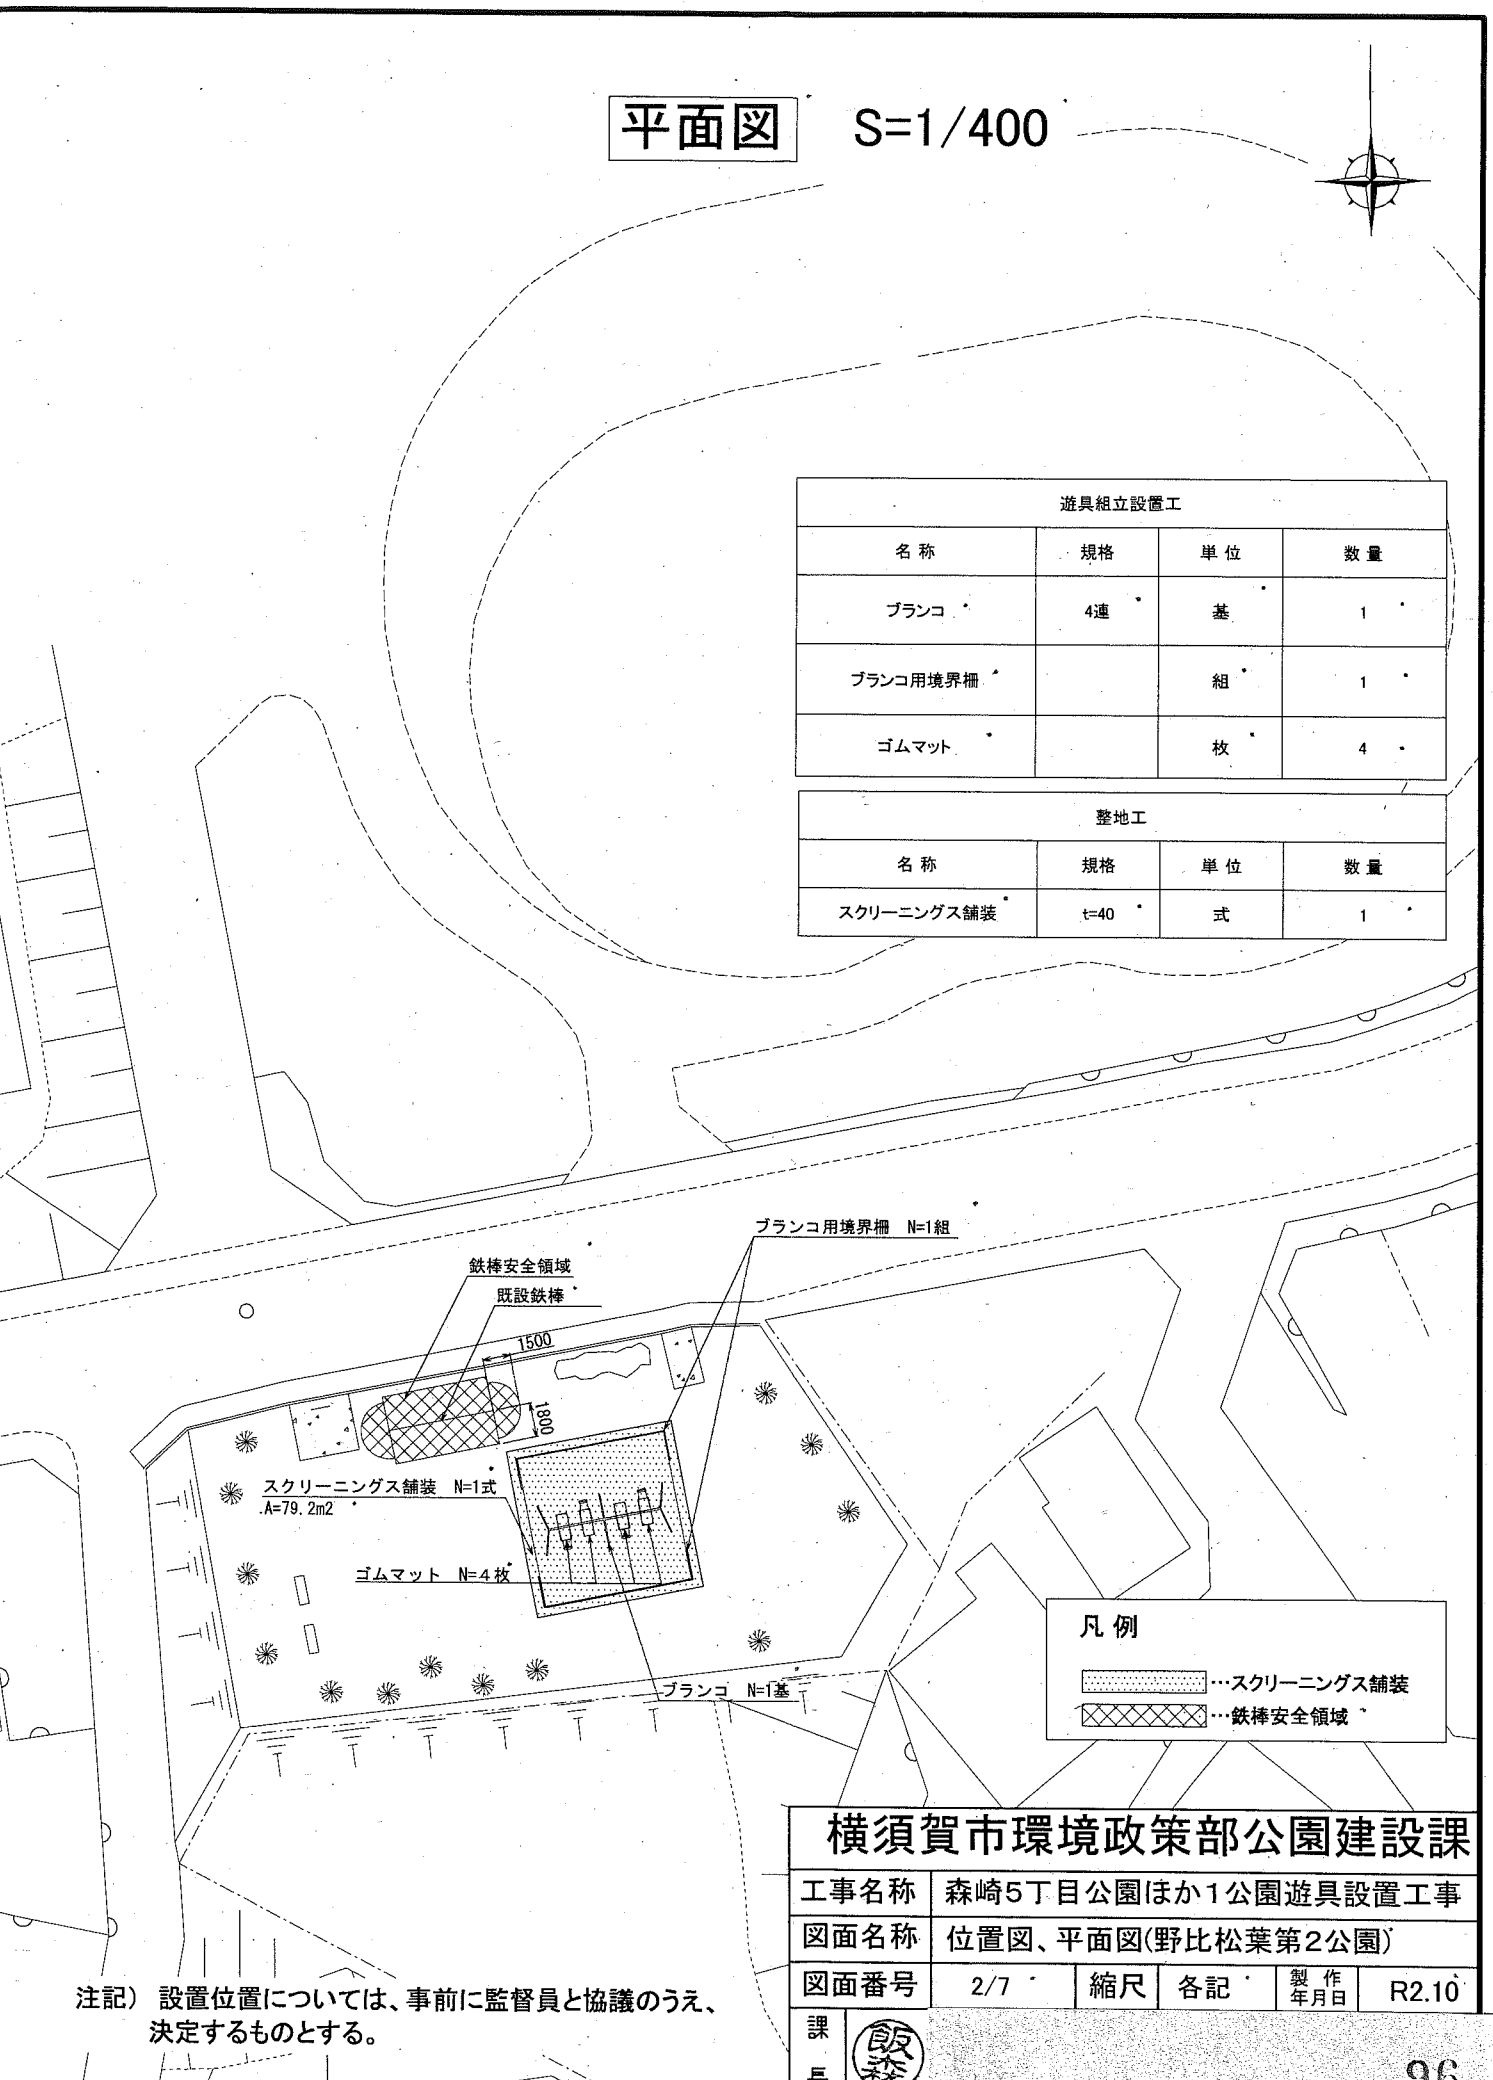 平面図 S=1/400
遊具組立設置工
名称 規格 単位 数量
ブランコ 4連 基 1
ブランコ用境界柵 組 1
ゴムマット 枚 4
整地工
名称 規格 単位 数量
スクリーニングス舗装 t=40 式 1
ブランコ用境界柵 N=1組
鉄棒安全領域
既設鉄棒
1500
1800
スクリーニングス舗装 N=1式
A=79.2m2
ゴムマット N=4枚
ブランコ N=1基
凡例
…スクリーニングス舗装
…鉄棒安全領域
横須賀市環境政策部公園建設課
工事名称 森崎5丁目公園ほか1公園遊具設置工事
図面名称 位置図、平面図(野比松葉第2公園)
図面番号 2/7 縮尺 各記 製作年月日 R2.10
注記) 設置位置については、事前に監督員と協議のうえ、
決定するものとする。
課長
飯森
96